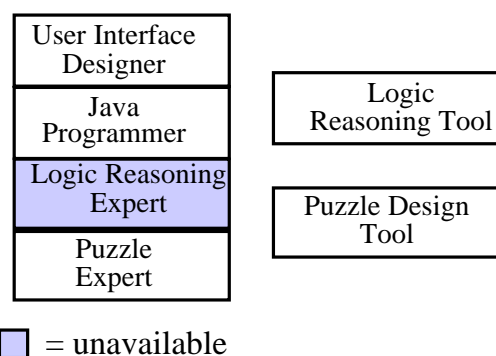 User Interface
Designer
Java
Programmer
Logic Reasoning
Expert
Puzzle
Expert
Logic
Reasoning Tool
Puzzle Design
Tool
= unavailable